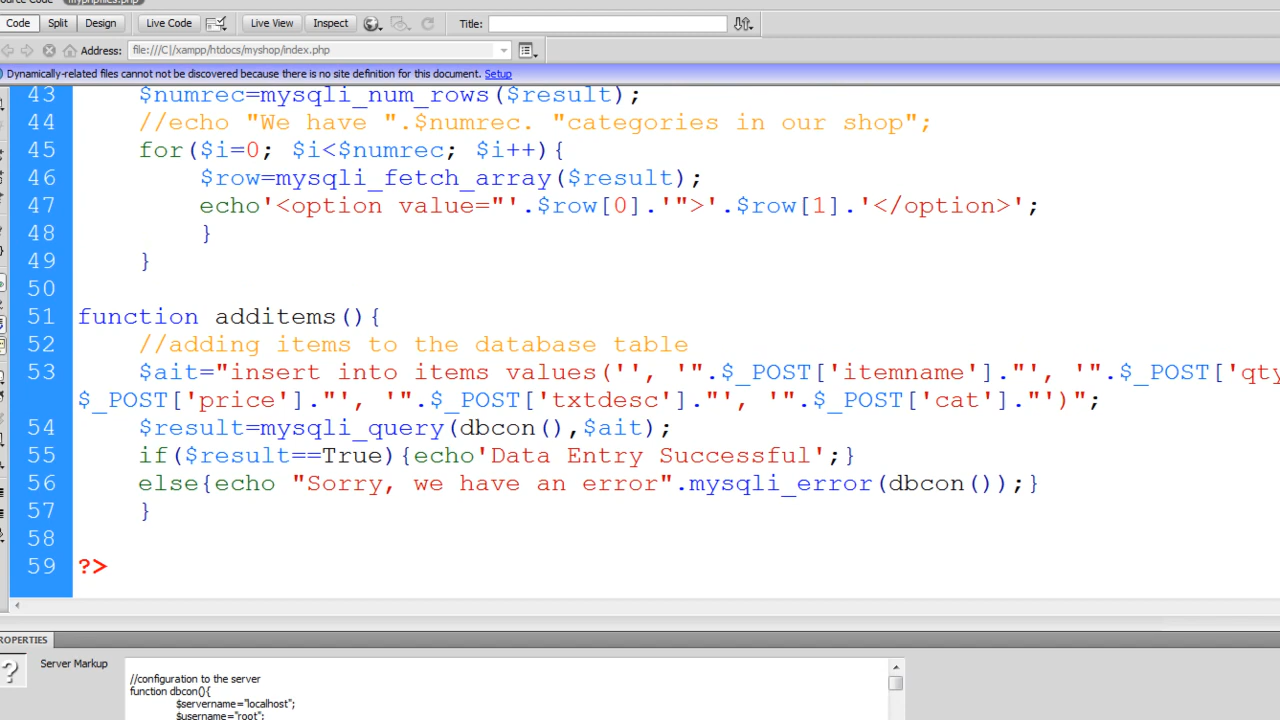 Source Code myphpfiles.php
Code Split Design Live Code Live View Inspect Title:
Address: file:///C|/xampp/htdocs/myshop/index.php
Dynamically-related files cannot not be discovered because there is no site definition for this document. Setup
43 $numrec=mysqli_num_rows($result);
44 //echo "We have ".$numrec. "categories in our shop";
45 for($i=0; $i<$numrec; $i++){
46 $row=mysqli_fetch_array($result);
47 echo'<option value="'.$row[0].'">'.$row[1].'</option>';
48 }
49 }
50
51 function additems(){
52 //adding items to the database table
53 $ait="insert into items values('', '".$_POST['itemname']."', '".$_POST['qty
$_POST['price']."', '".$_POST['txtdesc']."', '".$_POST['cat']."')";
54 $result=mysqli_query(dbcon(),$ait);
55 if($result==True){echo'Data Entry Successful';}
56 else{echo "Sorry, we have an error".mysqli_error(dbcon());}
57 }
58
59 ?>
ROPERTIES
Server Markup
//configuration to the server
function dbcon(){
$servername="localhost";
$username="root";